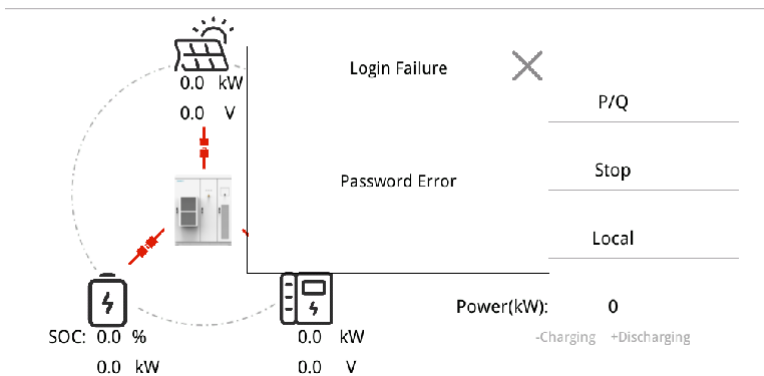 0.0 kW
0.0 V
Login Failure
Password Error
P/Q
Stop
Local
Power(kW): 0
-Charging +Discharging
SOC: 0.0 %
0.0 kW
0.0 kW
0.0 V